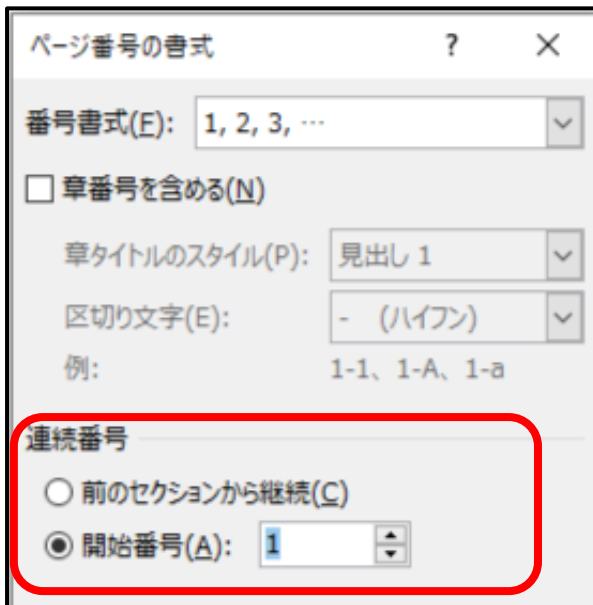 ページ番号の書式 ?
番号書式(F): 1, 2, 3, …
章番号を含める(N)
章タイトルのスタイル(P): 見出し 1
区切り文字(E): - (ハイフン)
例: 1-1、1-A、1-a
連続番号
前のセクションから継続(C)
開始番号(A): 1